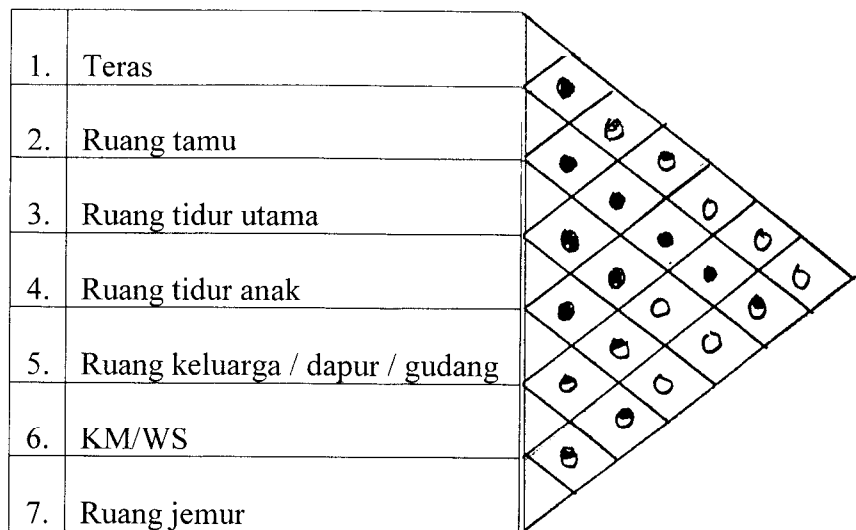 1. Teras
2. Ruang tamu
3. Ruang tidur utama
4. Ruang tidur anak
5. Ruang keluarga / dapur / gudang
6. KM/WS
7. Ruang jemur